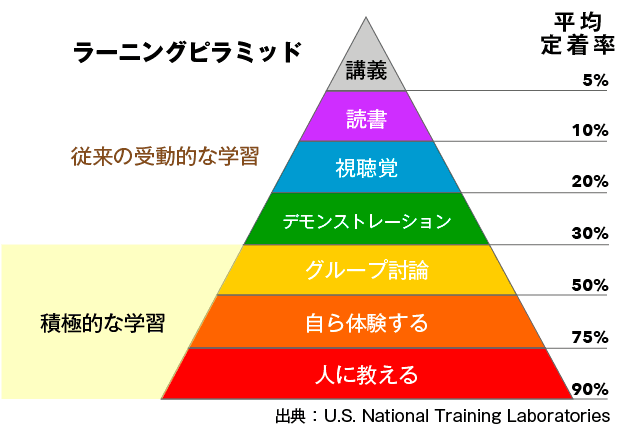 ラーニングピラミッド
平均
定着率
講義
5%
読書
10%
従来の受動的な学習
視聴覚
20%
デモンストレーション
30%
グループ討論
50%
積極的な学習
自ら体験する
75%
人に教える
90%
出典：U.S. National Training Laboratories